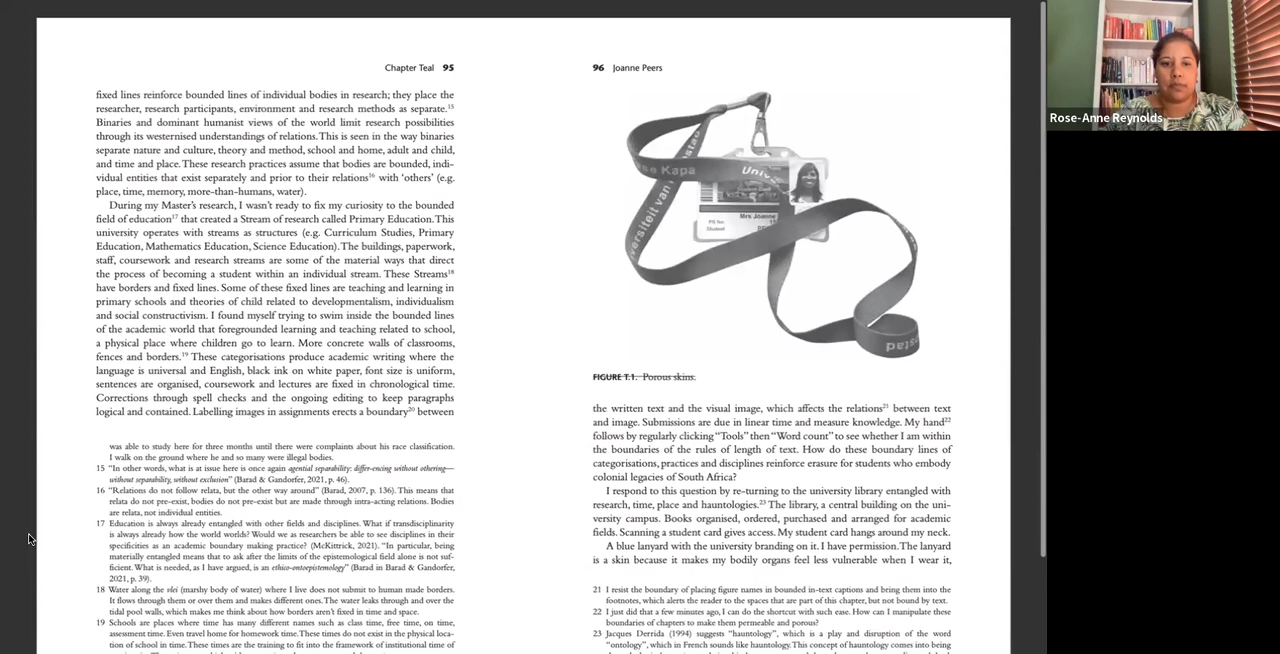 Chapter Teal 95
fixed lines reinforce bounded lines of individual bodies in research; they place the
researcher, research participants, environment and research methods as separate.15
Binaries and dominant humanist views of the world limit research possibilities
through its westernised understandings of relations. This is seen in the way binaries
separate nature and culture, theory and method, school and home, adult and child,
and time and place. These research practices assume that bodies are bounded, indi-
vidual entities that exist separately and prior to their relations16 with ‘others’ (e.g.
place, time, memory, more-than-humans, water).
During my Master’s research, I wasn’t ready to fix my curiosity to the bounded
field of education17 that created a Stream of research called Primary Education. This
university operates with streams as structures (e.g. Curriculum Studies, Primary
Education, Mathematics Education, Science Education). The buildings, paperwork,
staff, coursework and research streams are some of the material ways that direct
the process of becoming a student within an individual stream. These Streams18
have borders and fixed lines. Some of these fixed lines are teaching and learning in
primary schools and theories of child related to developmentalism, individualism
and social constructivism. I found myself trying to swim inside the bounded lines
of the academic world that foregrounded learning and teaching related to school,
a physical place where children go to learn. More concrete walls of classrooms,
fences and borders.19 These categorisations produce academic writing where the
language is universal and English, black ink on white paper, font size is uniform,
sentences are organised, coursework and lectures are fixed in chronological time.
Corrections through spell checks and the ongoing editing to keep paragraphs
logical and contained. Labelling images in assignments erects a boundary20 between
was able to study here for three months until there were complaints about his race classification.
I walk on the ground where he and so many were illegal bodies.
15 “In other words, what is at issue here is once again agential separability: differ-encing without othering—
without separability, without exclusion” (Barad & Gandorfer, 2021, p. 46).
16 “Relations do not follow relata, but the other way around” (Barad, 2007, p. 136). This means that
relata do not pre-exist, bodies do not pre-exist but are made through intra-acting relations. Bodies
are relata, not individual entities.
17 Education is always already entangled with other fields and disciplines. What if transdisciplinarity
is always already how the world worlds? Would we as researchers be able to see disciplines in their
specificities as an academic boundary making practice? (McKittrick, 2021). “In particular, being
materially entangled means that to ask after the limits of the epistemological field alone is not suf-
ficient. What is needed, as I have argued, is an ethico-ontoepistemology” (Barad in Barad & Gandorfer,
2021, p. 39).
18 Water along the vlei (marshy body of water) where I live does not submit to human made borders.
It flows through them or over them and makes different ones. The water leaks through and over the
tidal pool walls, which makes me think about how borders aren’t fixed in time and space.
19 Schools are places where time has many different names such as class time, free time, on time,
assessment time. Even travel home for homework time. These times do not exist in the physical loca-
tion of school in time. These times are the training to fit into the framework of institutional time of
96 Joanne Peers
se Kapa
Univ
versiteit van
Student Card
Mrs Joanne
Student
pejs
FIGURE T.1. Porous skins.
the written text and the visual image, which affects the relations21 between text
and image. Submissions are due in linear time and measure knowledge. My hand22
follows by regularly clicking “Tools” then “Word count” to see whether I am within
the boundaries of the rules of length of text. How do these boundary lines of
categorisations, practices and disciplines reinforce erasure for students who embody
colonial legacies of South Africa?
I respond to this question by re-turning to the university library entangled with
research, time, place and hauntologies.23 The library, a central building on the uni-
versity campus. Books organised, ordered, purchased and arranged for academic
fields. Scanning a student card gives access. My student card hangs around my neck.
A blue lanyard with the university branding on it. I have permission. The lanyard
is a skin because it makes my bodily organs feel less vulnerable when I wear it,
21 I resist the boundary of placing figure names in bounded in-text captions and bring them into the
footnotes, which alerts the reader to the spaces that are part of this chapter, but not bound by text.
22 I just did that a few minutes ago, I can do the shortcut with such ease. How can I manipulate these
boundaries of chapters to make them permeable and porous?
23 Jacques Derrida (1994) suggests “hauntology”, which is a play and disruption of the word
“ontology”, which in French sounds like hauntology. This concept of hauntology comes into being
Rose-Anne Reynolds